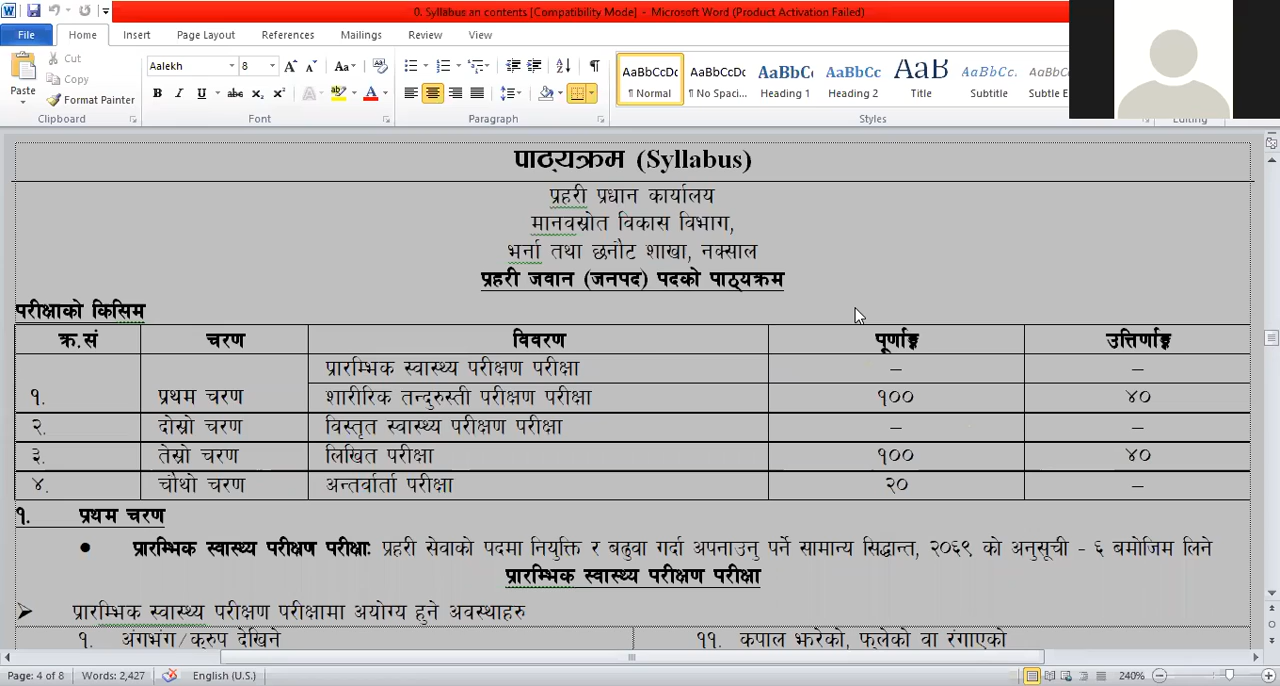 0. Syllabus an contents [Compatibility Mode] - Microsoft Word (Product Activation Failed)
File Home Insert Page Layout References Mailings Review View
Cut
Copy
Format Painter
Paste
Clipboard
Aalekh 8
Font
Paragraph
AaBbCcDc AaBbCcDc AaBbC AaBbCc AaB AaBbCc. AaBbC
¶ Normal ¶ No Spaci... Heading 1 Heading 2 Title Subtitle Subtle E
Styles
Editing
पाठ्यक्रम (Syllabus)
प्रहरी प्रधान कार्यालय
मानवस्रोत विकास विभाग,
भर्ना तथा छनौट शाखा, नक्साल
प्रहरी जवान (जनपद) पदको पाठ्यक्रम
परीक्षाको किसिम
क्र.सं चरण विवरण पूर्णाङ्क उत्तिर्णाङ्क
प्रारम्भिक स्वास्थ्य परीक्षण परीक्षा – –
१. प्रथम चरण शारीरिक तन्दुरुस्ती परीक्षण परीक्षा १०० ४०
२. दोस्रो चरण विस्तृत स्वास्थ्य परीक्षण परीक्षा – –
३. तेस्रो चरण लिखित परीक्षा १०० ४०
४. चौथो चरण अन्तर्वार्ता परीक्षा २० –
१. प्रथम चरण
● प्रारम्भिक स्वास्थ्य परीक्षण परीक्षाः प्रहरी सेवाको पदमा नियुक्ति र बढुवा गर्दा अपनाउनु पर्ने सामान्य सिद्धान्त, २०६९ को अनुसूची - ६ बमोजिम लिने
प्रारम्भिक स्वास्थ्य परीक्षण परीक्षा
➢ प्रारम्भिक स्वास्थ्य परीक्षण परीक्षामा अयोग्य हुने अवस्थाहरु
१. अंगभंग/कुरुप देखिने ११. कपाल झरेको, फुलेको वा रंगाएको
Page: 4 of 8 Words: 2,427 English (U.S.) 240%